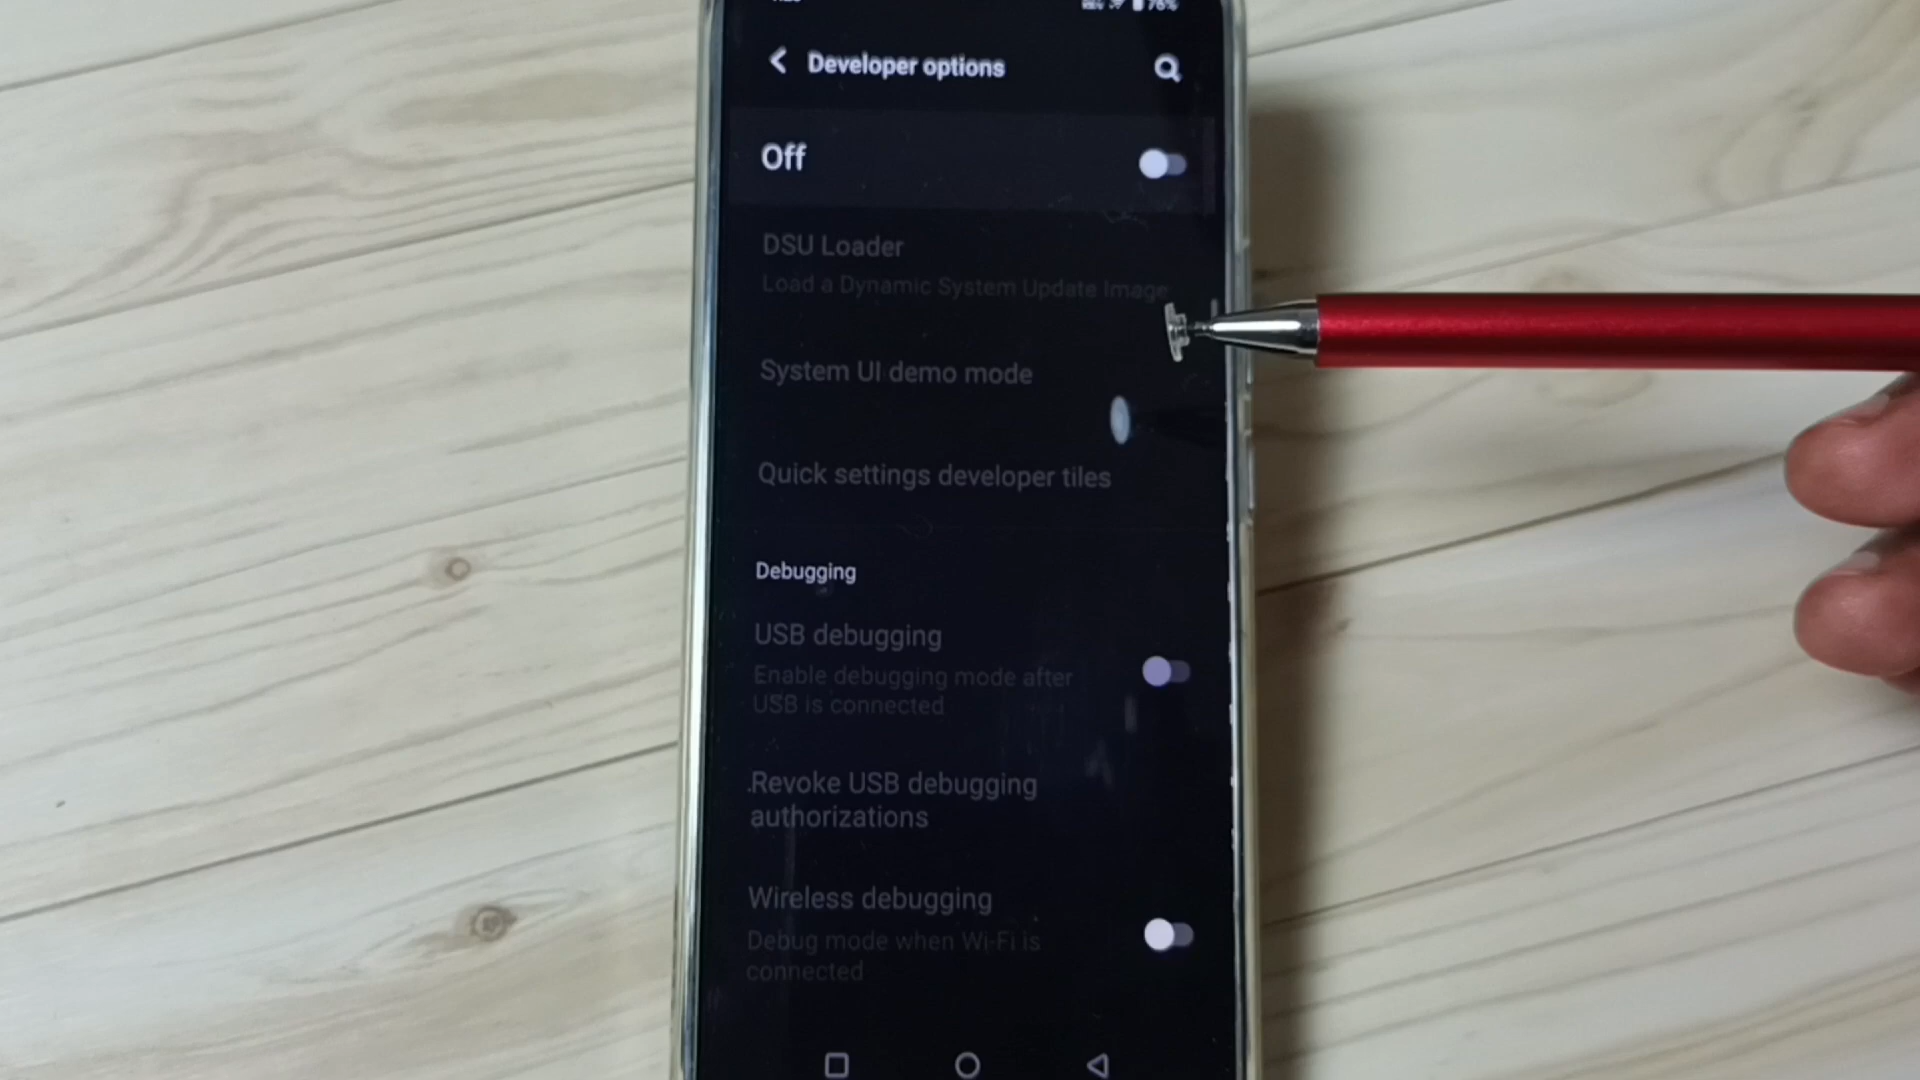 76%
Developer options
Off
DSU Loader
Load a Dynamic System Update Image
System UI demo mode
Quick settings developer tiles
Debugging
USB debugging
Enable debugging mode after
USB is connected
Revoke USB debugging
authorizations
Wireless debugging
Debug mode when Wi-Fi is
connected